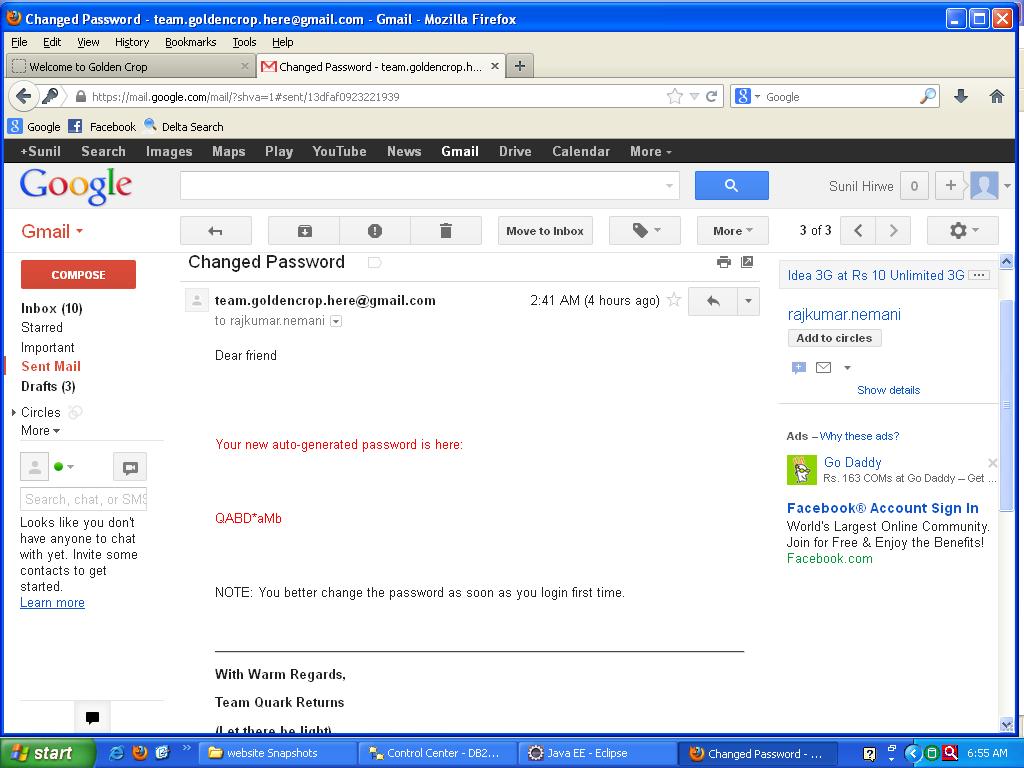 Changed Password - team.goldencrop.here@gmail.com - Gmail - Mozilla Firefox
File Edit View History Bookmarks Tools Help
Welcome to Golden Crop
Changed Password - team.goldencrop.h...
https://mail.google.com/mail/?shva=1#sent/13dfaf0923221939
Google
Google Facebook Delta Search
+Sunil Search Images Maps Play YouTube News Gmail Drive Calendar More
Google
Sunil Hirwe 0 +
Gmail
Move to Inbox
More
3 of 3
COMPOSE
Inbox (10)
Starred
Important
Sent Mail
Drafts (3)
Circles
More
Search, chat, or SMS
Looks like you don't
have anyone to chat
with yet. Invite some
contacts to get
started.
Learn more
Changed Password
team.goldencrop.here@gmail.com 2:41 AM (4 hours ago)
to rajkumar.nemani
Dear friend
Your new auto-generated password is here:
QABD*aMb
NOTE: You better change the password as soon as you login first time.
With Warm Regards,
Team Quark Returns
(Let there be light)
Idea 3G at Rs 10 Unlimited 3G
rajkumar.nemani
Add to circles
Show details
Ads – Why these ads?
Go Daddy
Rs. 163 COMs at Go Daddy – Get ...
Facebook® Account Sign In
World's Largest Online Community.
Join for Free & Enjoy the Benefits!
Facebook.com
start
website Snapshots
Control Center - DB2...
Java EE - Eclipse
Changed Password - ...
6:55 AM